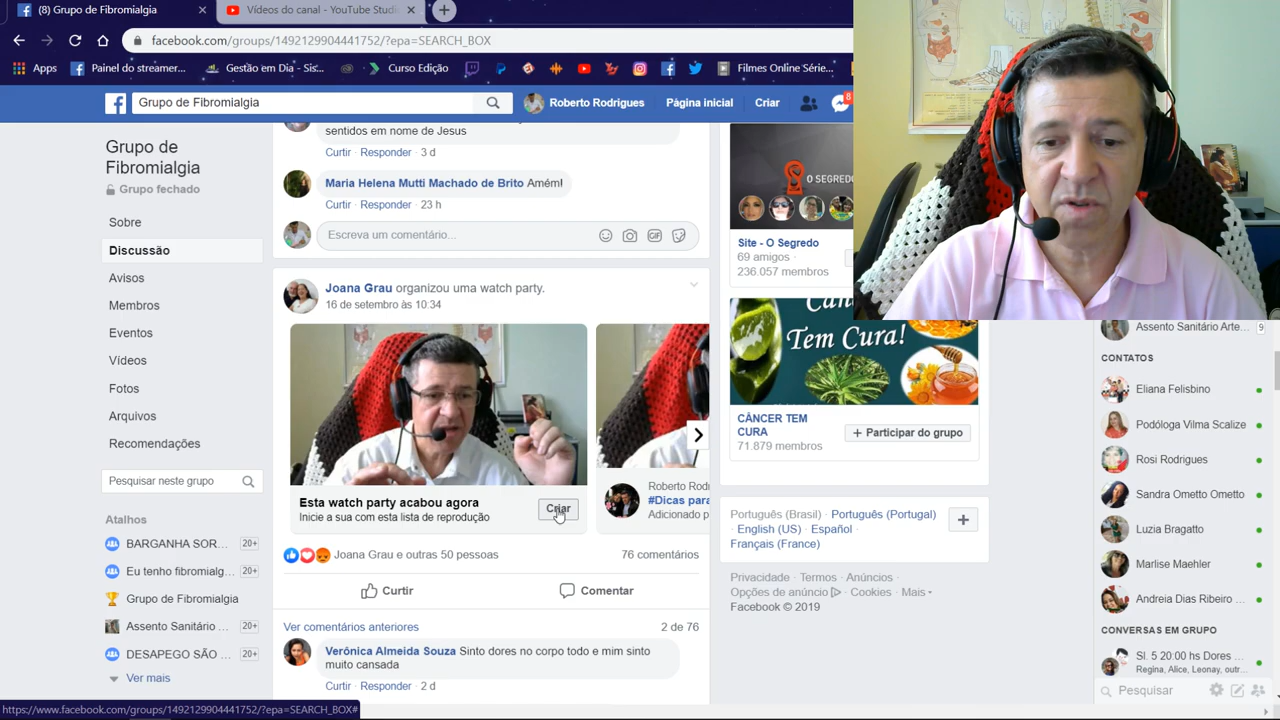 (8) Grupo de Fibromialgia
Vídeos do canal - YouTube Studi
facebook.com/groups/1492129904441752/?epa=SEARCH_BOX
Apps
Painel do streamer...
Gestão em Dia - Sis...
Curso Edição
Filmes Online Série...
Grupo de Fibromialgia
Roberto Rodrigues
Página inicial
Criar
8
Grupo de
Fibromialgia
Grupo fechado
Sobre
Discussão
Avisos
Membros
Eventos
Vídeos
Fotos
Arquivos
Recomendações
Pesquisar neste grupo
Atalhos
BARGANHA SOR... 20+
Eu tenho fibromialg... 20+
Grupo de Fibromialgia
Assento Sanitário ... 20+
DESAPEGO SÃO ... 20+
Ver mais
https://www.facebook.com/groups/1492129904441752/?epa=SEARCH_BOX#
sentidos em nome de Jesus
Curtir · Responder · 3 d
Maria Helena Mutti Machado de Brito Amém!
Curtir · Responder · 23 h
Escreva um comentário...
GIF
Joana Grau organizou uma watch party.
16 de setembro às 10:34
Esta watch party acabou agora
Inicie a sua com esta lista de reprodução
Criar
Roberto Rodr
#Dicas para
Adicionado p
Joana Grau e outras 50 pessoas
76 comentários
Curtir
Comentar
Ver comentários anteriores
2 de 76
Verônica Almeida Souza Sinto dores no corpo todo e mim sinto
muito cansada
Curtir · Responder · 2 d
O SEGREDO
Site - O Segredo
69 amigos ·
236.057 membros
Tem Cura!
CÂNCER TEM
CURA
71.879 membros
+ Participar do grupo
Português (Brasil) · Português (Portugal)
· English (US) · Español ·
Français (France)
Privacidade · Termos · Anúncios ·
Opções de anúncio · Cookies · Mais
Facebook © 2019
Assento Sanitário Arte... 9
CONTATOS
Eliana Felisbino
Podóloga Vilma Scalize
Rosi Rodrigues
Sandra Ometto Ometto
Luzia Bragatto
Marlise Maehler
Andreia Dias Ribeiro ...
CONVERSAS EM GRUPO
Sl. 5 20:00 hs Dores ...
Regina, Alice, Leonay, outr...
Pesquisar